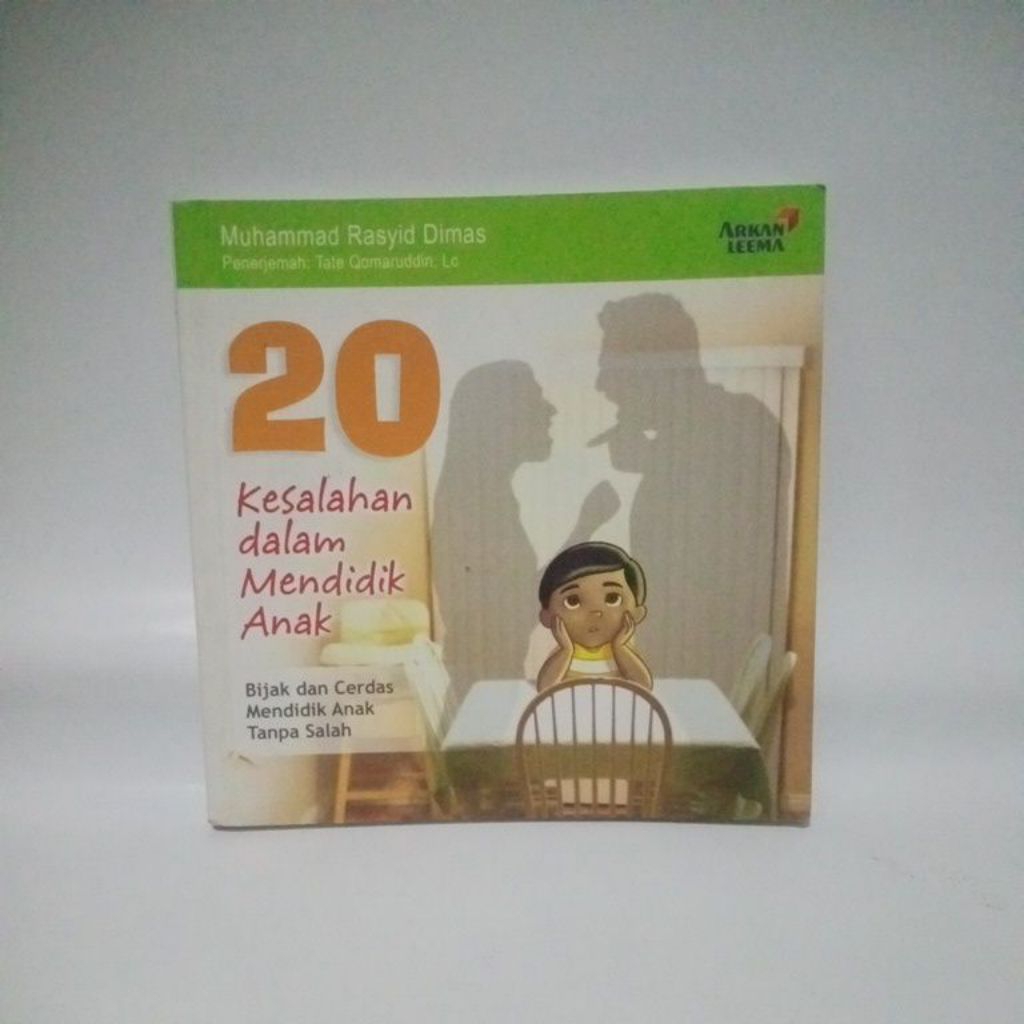 Muhammad Rasyid Dimas
Penerjemah: Tate Qomaruddin, Lc
ARKAN
LEEMA
20
Kesalahan
dalam
Mendidik
Anak
Bijak dan Cerdas
Mendidik Anak
Tanpa Salah